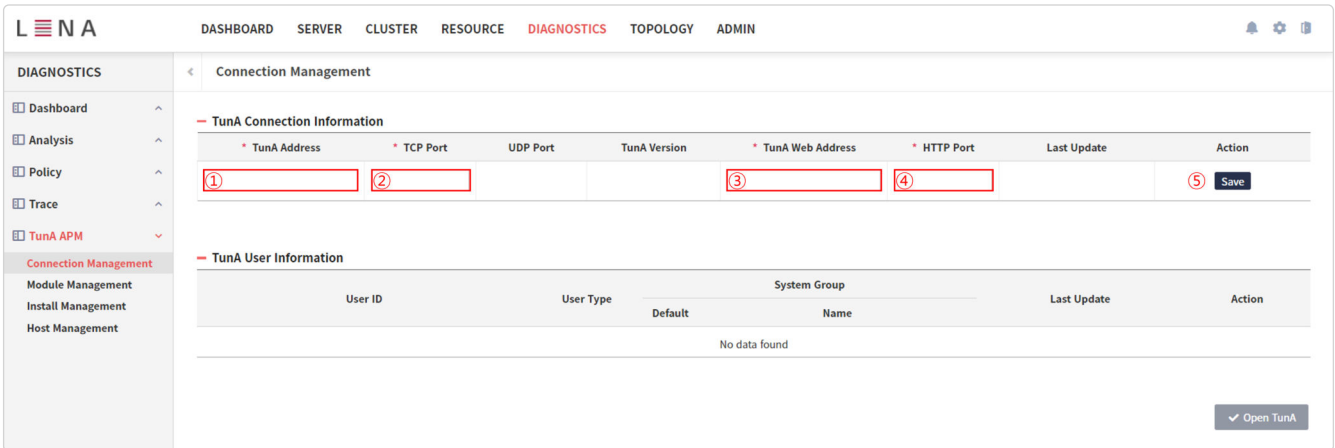 LENA DASHBOARD SERVER CLUSTER RESOURCE DIAGNOSTICS TOPOLOGY ADMIN
DIAGNOSTICS
Dashboard
Analysis
Policy
Trace
TunA APM
Connection Management
Module Management
Install Management
Host Management
< Connection Management
TunA Connection Information
* TunA Address * TCP Port UDP Port TunA Version * TunA Web Address * HTTP Port Last Update Action
① ② ③ ④ ⑤ Save
TunA User Information
User ID User Type System Group Last Update Action
Default Name
No data found
✓ Open TunA